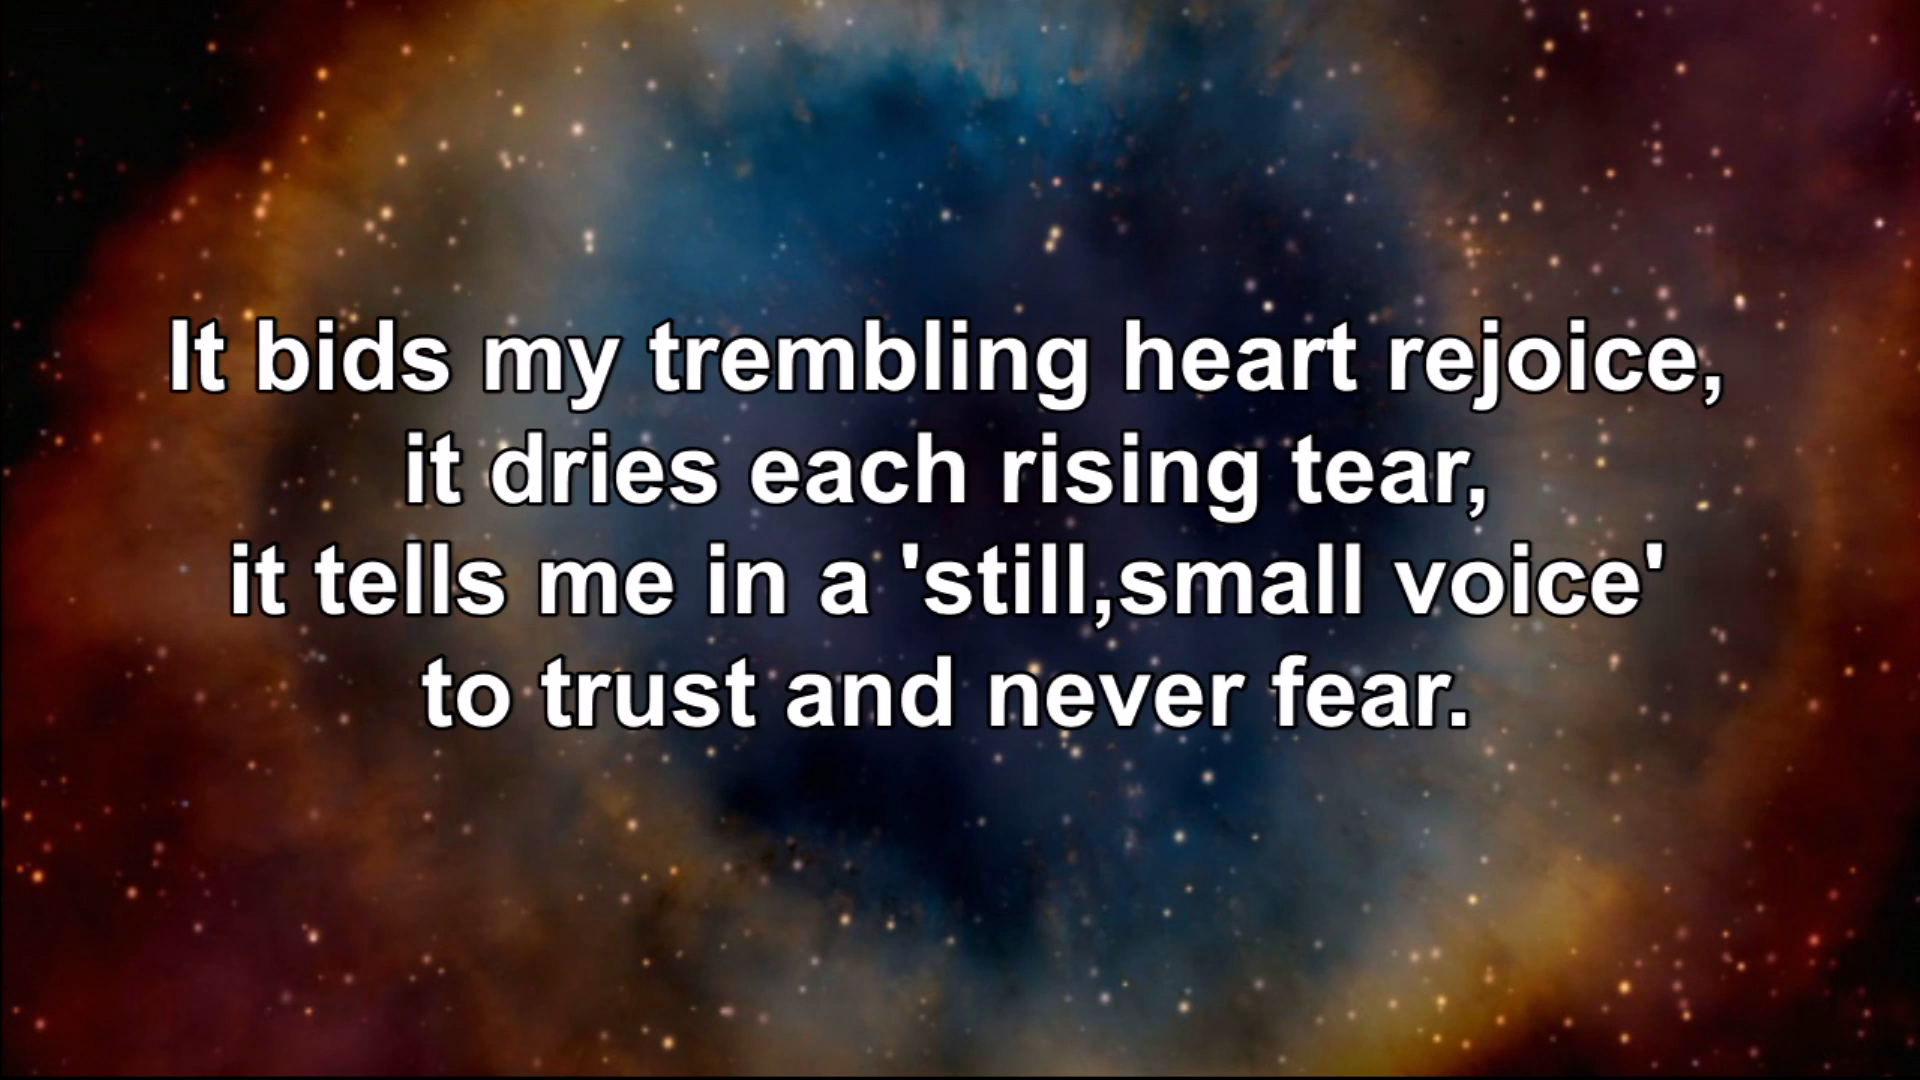 It bids my trembling heart rejoice,
it dries each rising tear,
it tells me in a 'still,small voice'
to trust and never fear.